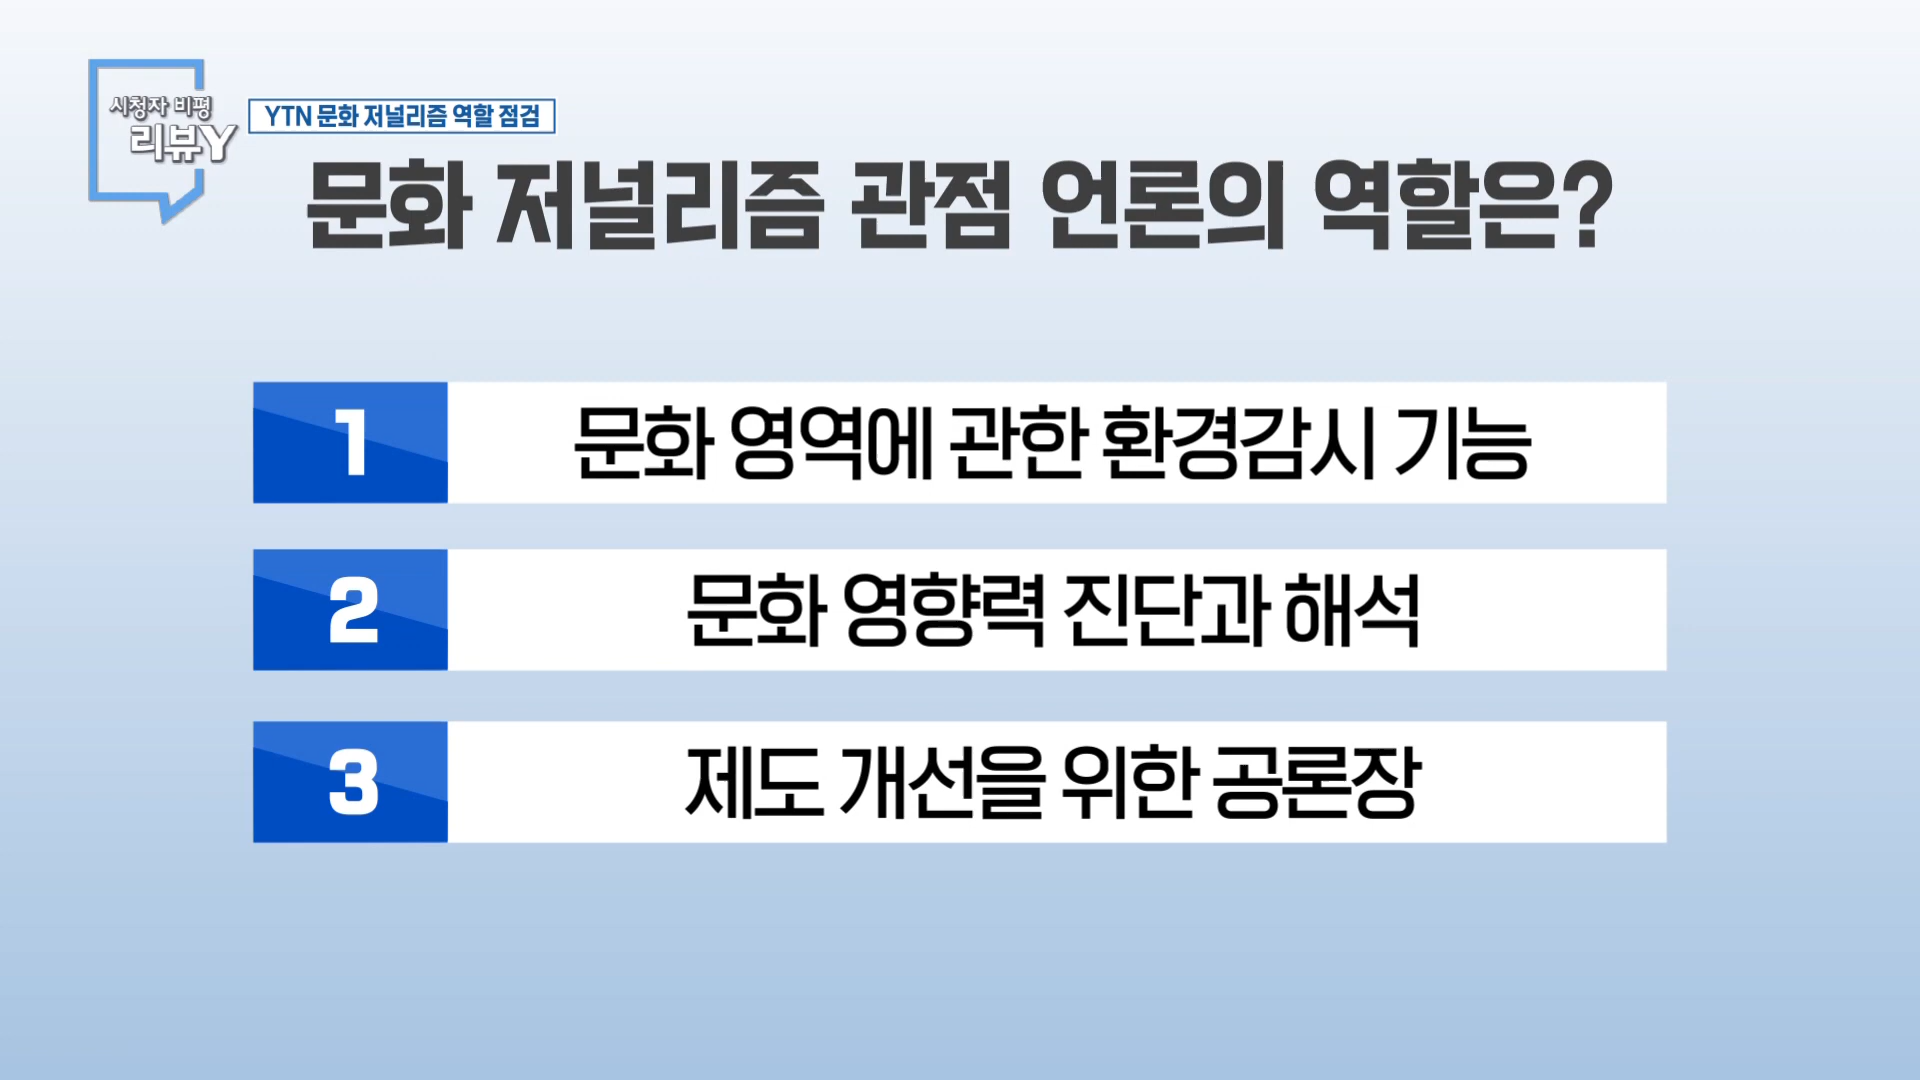 시청자 비평
리뷰Y
YTN 문화 저널리즘 역할 점검
문화 저널리즘 관점 언론의 역할은?
1 문화 영역에 관한 환경감시 기능
2 문화 영향력 진단과 해석
3 제도 개선을 위한 공론장